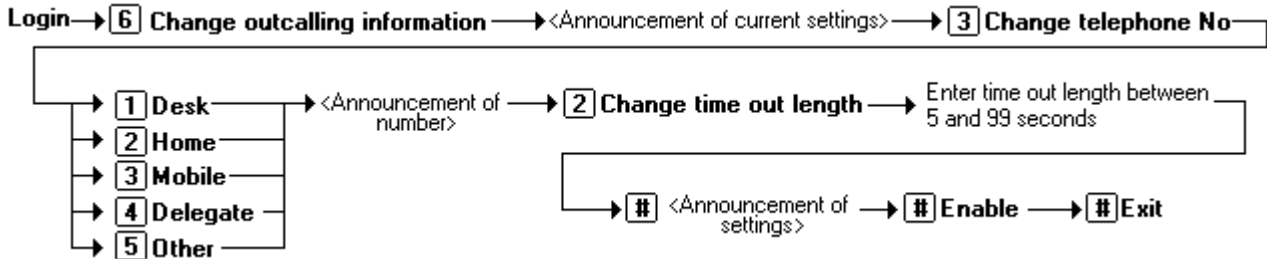 Login 6 Change outcalling information <Announcement of current settings> 3 Change telephone No
1 Desk
2 Home
3 Mobile
4 Delegate
5 Other
<Announcement of
number>
2 Change time out length
Enter time out length between
5 and 99 seconds
# <Announcement of
settings>
# Enable
# Exit